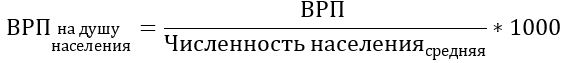 ВРП на душу населения = ВРП / Численность населения средняя * 1000